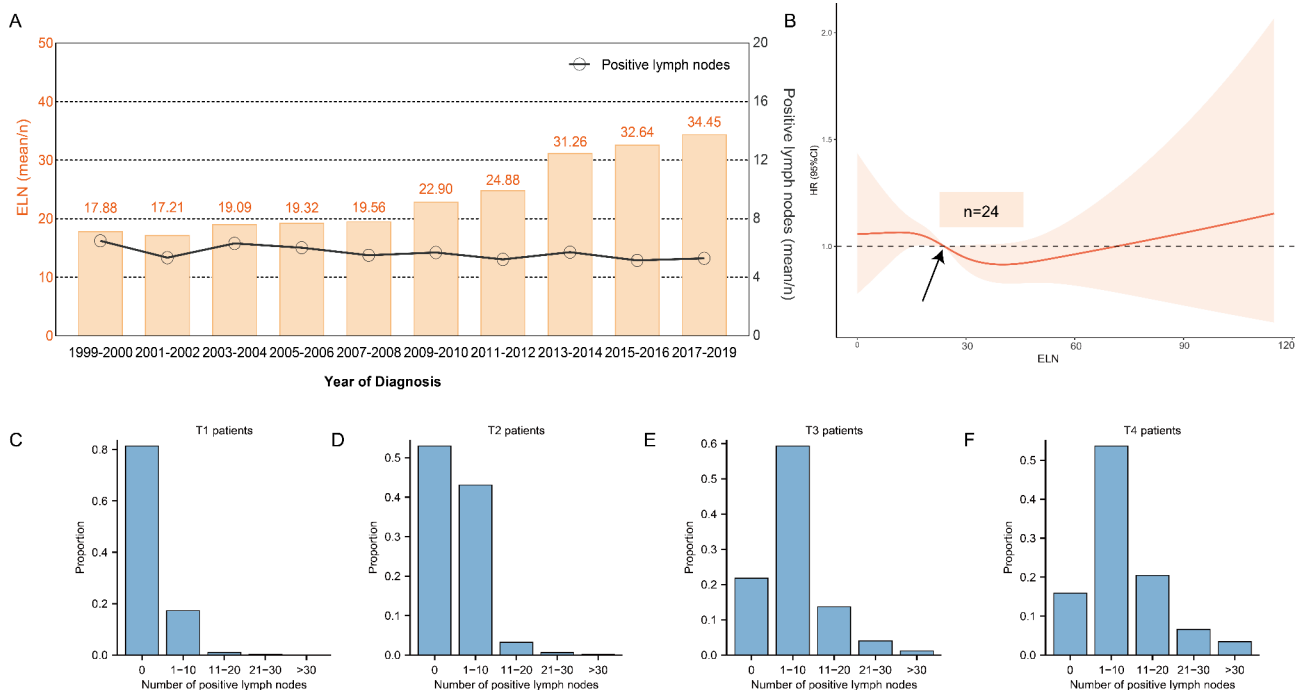 A
ELN (mean/n)
50
40
30
20
10
0
17.88
17.21
19.09
19.32
19.56
22.90
24.88
31.26
32.64
34.45
Positive lymph nodes
20
16
12
8
4
0
Positive lymph nodes (mean/n)
1999-2000 2001-2002 2003-2004 2005-2006 2007-2008 2009-2010 2011-2012 2013-2014 2015-2016 2017-2019
Year of Diagnosis
B
HR (95%CI)
2.0
1.5
1.0
n=24
0 30 60 90 120
ELN
C
T1 patients
Proportion
0.8
0.6
0.4
0.2
0.0
0 1−10 11−20 21−30 >30
Number of positive lymph nodes
D
T2 patients
Proportion
0.5
0.4
0.3
0.2
0.1
0.0
0 1−10 11−20 21−30 >30
Number of positive lymph nodes
E
T3 patients
Proportion
0.6
0.5
0.4
0.3
0.2
0.1
0.0
0 1−10 11−20 21−30 >30
Number of positive lymph nodes
F
T4 patients
Proportion
0.5
0.4
0.3
0.2
0.1
0.0
0 1−10 11−20 21−30 >30
Number of positive lymph nodes